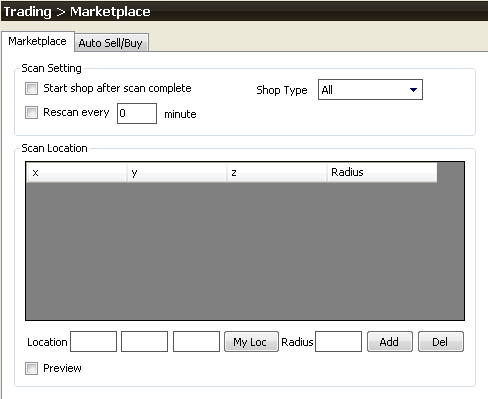 Trading > Marketplace
Marketplace Auto Sell/Buy
Scan Setting
Start shop after scan complete Shop Type All
Rescan every 0 minute
Scan Location
x y z Radius
Location My Loc Radius Add Del
Preview